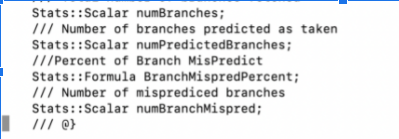 Stats::Scalar numBranches;
/// Number of branches predicted as taken
Stats::Scalar numPredictedBranches;
///Percent of Branch MisPredict
Stats::Formula BranchMispredPercent;
/// Number of misprediced branches
Stats::Scalar numBranchMispred;
/// @}